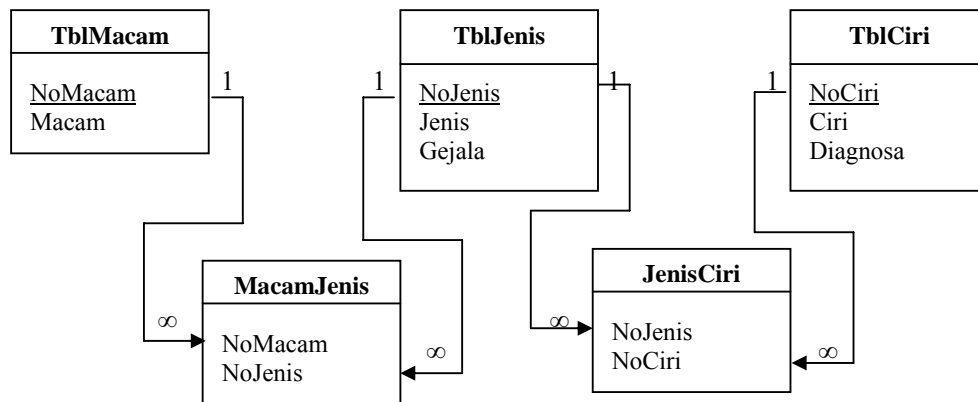 TblMacam
NoMacam
Macam
1
1
TblJenis
NoJenis
Jenis
Gejala
1
1
TblCiri
NoCiri
Ciri
Diagnosa
MacamJenis
NoMacam
NoJenis
∞
∞
JenisCiri
NoJenis
NoCiri
∞
∞